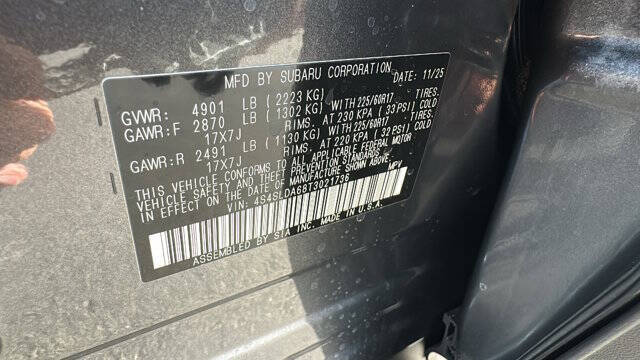 MFD BY SUBARU CORPORATION DATE: 11/25
GVWR: 4901 LB (2223 KG)
GAWR:F 2870 LB (1302 KG) WITH 225/60R17 TIRES,
17X7J RIMS, AT 230 KPA (33 PSI) COLD
GAWR:R 2491 LB (1130 KG) WITH 225/60R17 TIRES,
17X7J RIMS, AT 220 KPA (32 PSI) COLD
THIS VEHICLE CONFORMS TO ALL APPLICABLE FEDERAL MOTOR
VEHICLE SAFETY AND THEFT PREVENTION STANDARDS
IN EFFECT ON THE DATE OF MANUFACTURE SHOWN ABOVE.
VIN: 4S4SLDA68T3021736 MPV
ASSEMBLED BY SIA INC. MADE IN U.S.A.